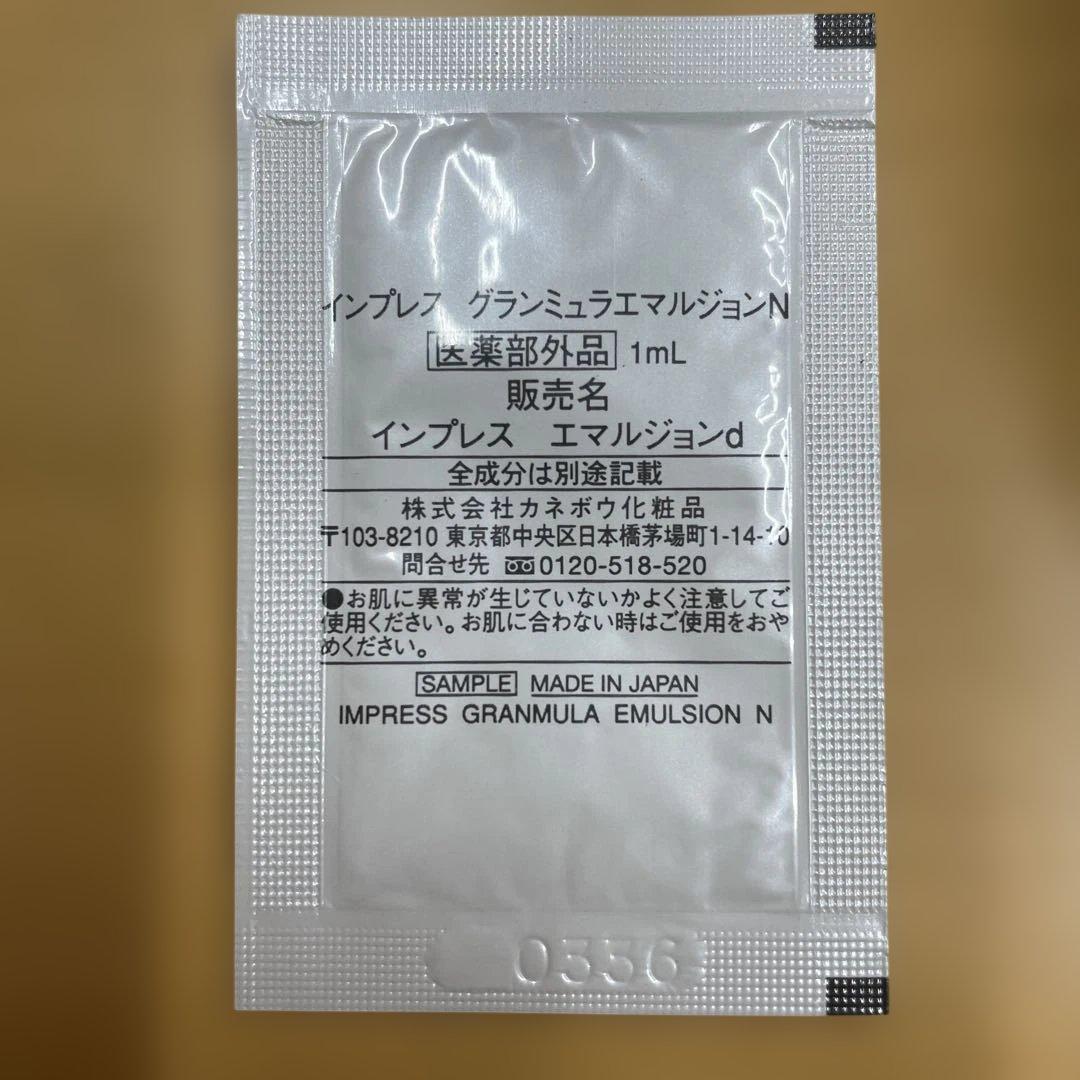 インプレス グランミュラエマルジョンN
医薬部外品 1mL
販売名
インプレス エマルジョンd
全成分は別途記載
株式会社カネボウ化粧品
〒103-8210 東京都中央区日本橋茅場町1-14-10
問合せ先 0120-518-520
●お肌に異常が生じていないかよく注意してご
使用ください。お肌に合わない時はご使用をおや
めください。
SAMPLE MADE IN JAPAN
IMPRESS GRANMULA EMULSION N
0336